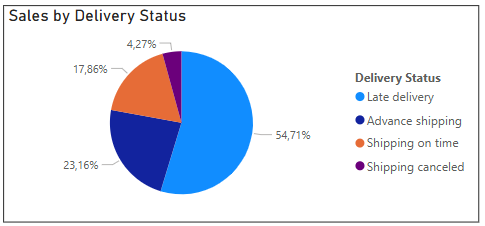 Sales by Delivery Status
4,27%
17,86%
23,16%
54,71%
Delivery Status
Late delivery
Advance shipping
Shipping on time
Shipping canceled